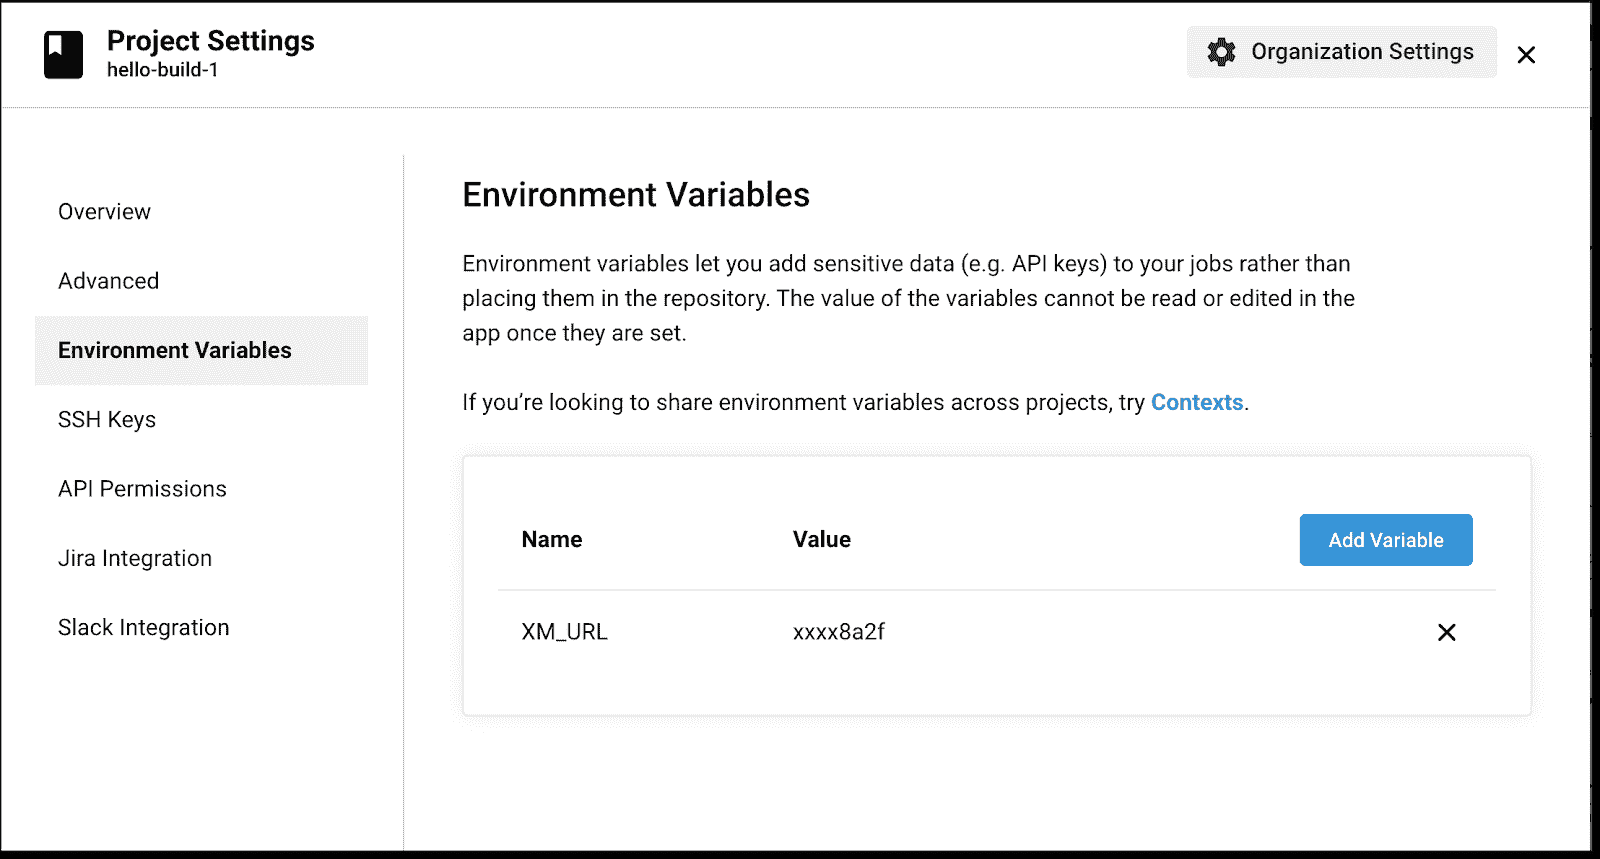 Project Settings
hello-build-1
Organization Settings
Overview
Advanced
Environment Variables
SSH Keys
API Permissions
Jira Integration
Slack Integration
Environment Variables
Environment variables let you add sensitive data (e.g. API keys) to your jobs rather than
placing them in the repository. The value of the variables cannot be read or edited in the
app once they are set.
If you’re looking to share environment variables across projects, try Contexts.
Name Value Add Variable
XM_URL xxxx8a2f